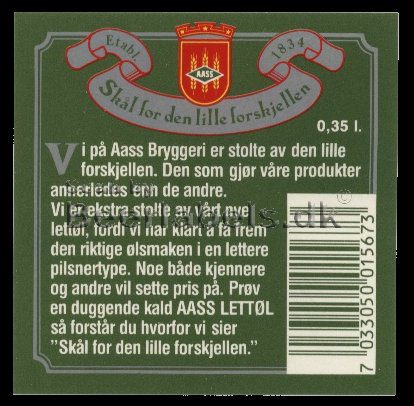 Etabl. 1834
AASS
Skål for den lille forskjellen
0,35 l.
Vi på Aass Bryggeri er stolte av den lille
forskjellen. Den som gjør våre produkter
annerledes enn de andre.
Vi er ekstra stolte av vårt nye
lettøl, fordi vi har klart å få frem
den riktige ølsmaken i en lettere
pilsnertype. Noe både kjennere
og andre vil sette pris på. Prøv
en duggende kald AASS LETTØL
så forstår du hvorfor vi sier
"Skål for den lille forskjellen."
7 033050 015673
Beerlabels.dk